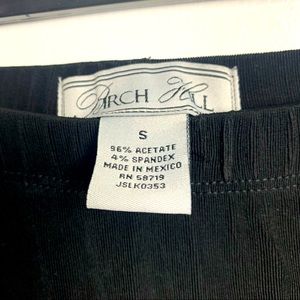 BIRCH HILL
S
96% ACETATE
4% SPANDEX
MADE IN MEXICO
RN 58719
JSLK0353